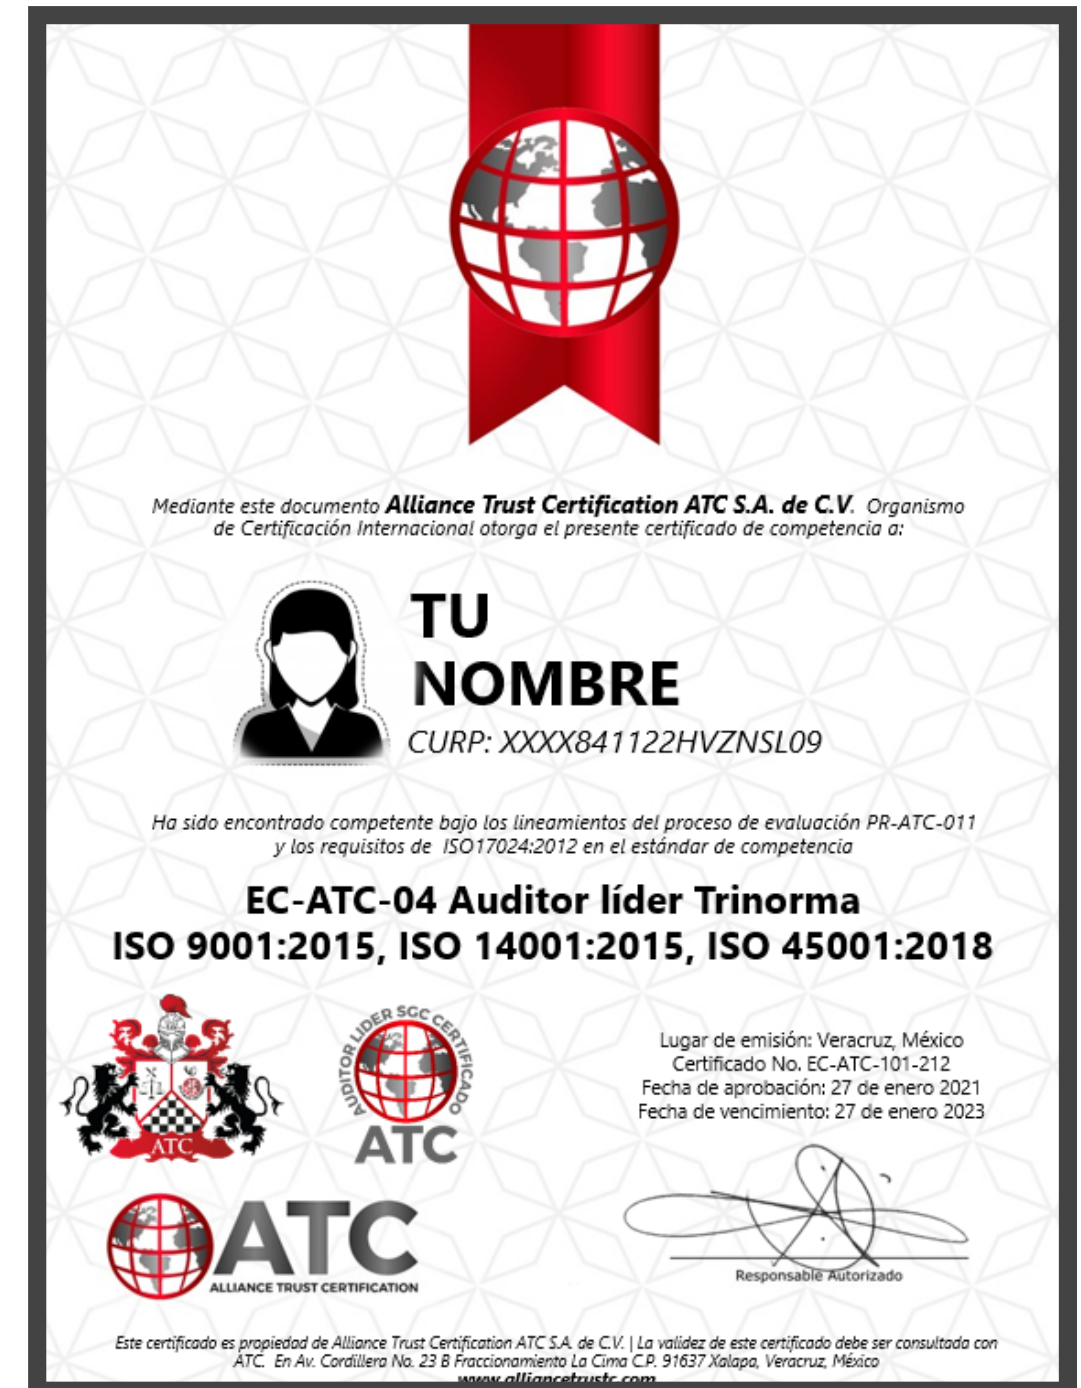 Mediante este documento Alliance Trust Certification ATC S.A. de C.V. Organismo
de Certificación Internacional otorga el presente certificado de competencia a:
TU
NOMBRE
CURP: XXXX841122HVZNSL09
Ha sido encontrado competente bajo los lineamientos del proceso de evaluación PR-ATC-011
y los requisitos de ISO17024:2012 en el estándar de competencia
EC-ATC-04 Auditor líder Trinorma
ISO 9001:2015, ISO 14001:2015, ISO 45001:2018
ATC
AUDITOR LIDER SGC CERTIFICADO
ATC
Lugar de emisión: Veracruz, México
Certificado No. EC-ATC-101-212
Fecha de aprobación: 27 de enero 2021
Fecha de vencimiento: 27 de enero 2023
ATC
ALLIANCE TRUST CERTIFICATION
Responsable Autorizado
Este certificado es propiedad de Alliance Trust Certification ATC S.A. de C.V. | La validez de este certificado debe ser consultada con
ATC. En Av. Cordillera No. 23 B Fraccionamiento La Cima C.P. 91637 Xalapa, Veracruz, México
www.alliancetrustc.com